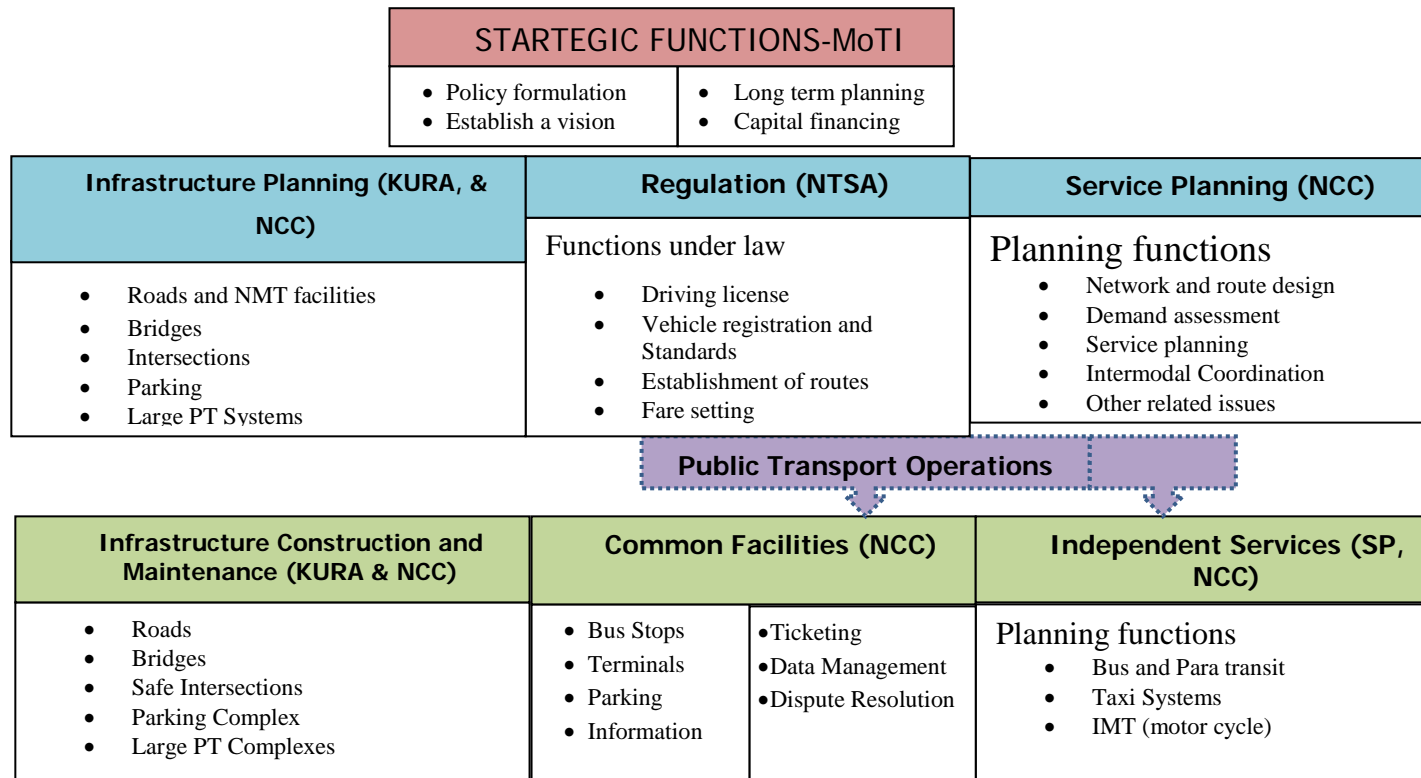 STARTEGIC FUNCTIONS-MoTI
• Policy formulation
• Establish a vision
• Long term planning
• Capital financing
Infrastructure Planning (KURA, &
NCC)
• Roads and NMT facilities
• Bridges
• Intersections
• Parking
• Large PT Systems
Regulation (NTSA)
Functions under law
• Driving license
• Vehicle registration and
Standards
• Establishment of routes
• Fare setting
Service Planning (NCC)
Planning functions
• Network and route design
• Demand assessment
• Service planning
• Intermodal Coordination
• Other related issues
Public Transport Operations
Infrastructure Construction and
Maintenance (KURA & NCC)
• Roads
• Bridges
• Safe Intersections
• Parking Complex
• Large PT Complexes
Common Facilities (NCC)
• Bus Stops
• Terminals
• Parking
• Information
•Ticketing
•Data Management
•Dispute Resolution
Independent Services (SP,
NCC)
Planning functions
• Bus and Para transit
• Taxi Systems
• IMT (motor cycle)